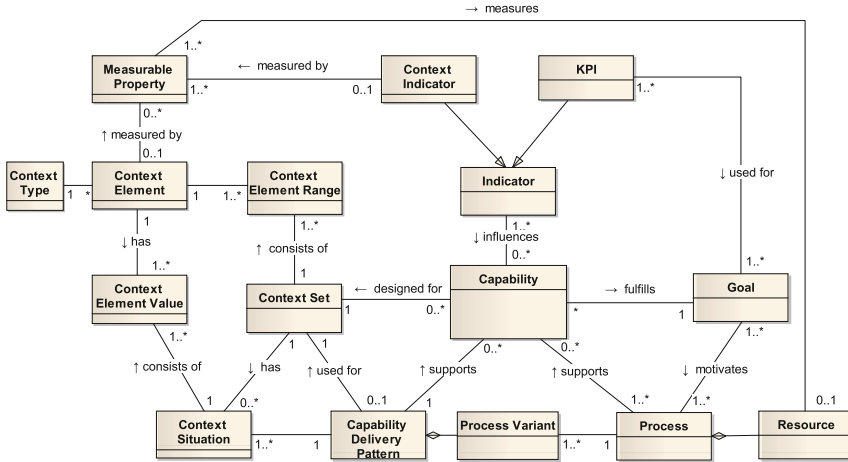 → measures
1..*
← measured by
Measurable
Property
Context
Indicator
KPI
1..*
0..1
1..*
0..*
↑ measured by
0..1
Context
Type
Context
Element
Context
Element Range
Indicator
↓ used for
1
*
1
1..*
1
1..*
1..*
↓ has
↑ consists of
↓ influences
0..*
1..*
1
1..*
Context
Element Value
Context Set
← designed for
Capability
→ fulfills
Goal
1
0..*
*
1
1..*
1
1
0..*
0..*
1..*
↑ consists of
↓ has
↑ used for
↑ supports
↑ supports
↓ motivates
1
0..*
0..1
1
1..*
1..*
0..1
Context
Situation
Capability
Delivery
Pattern
Process Variant
Process
Resource
1..*
1
1..*
1